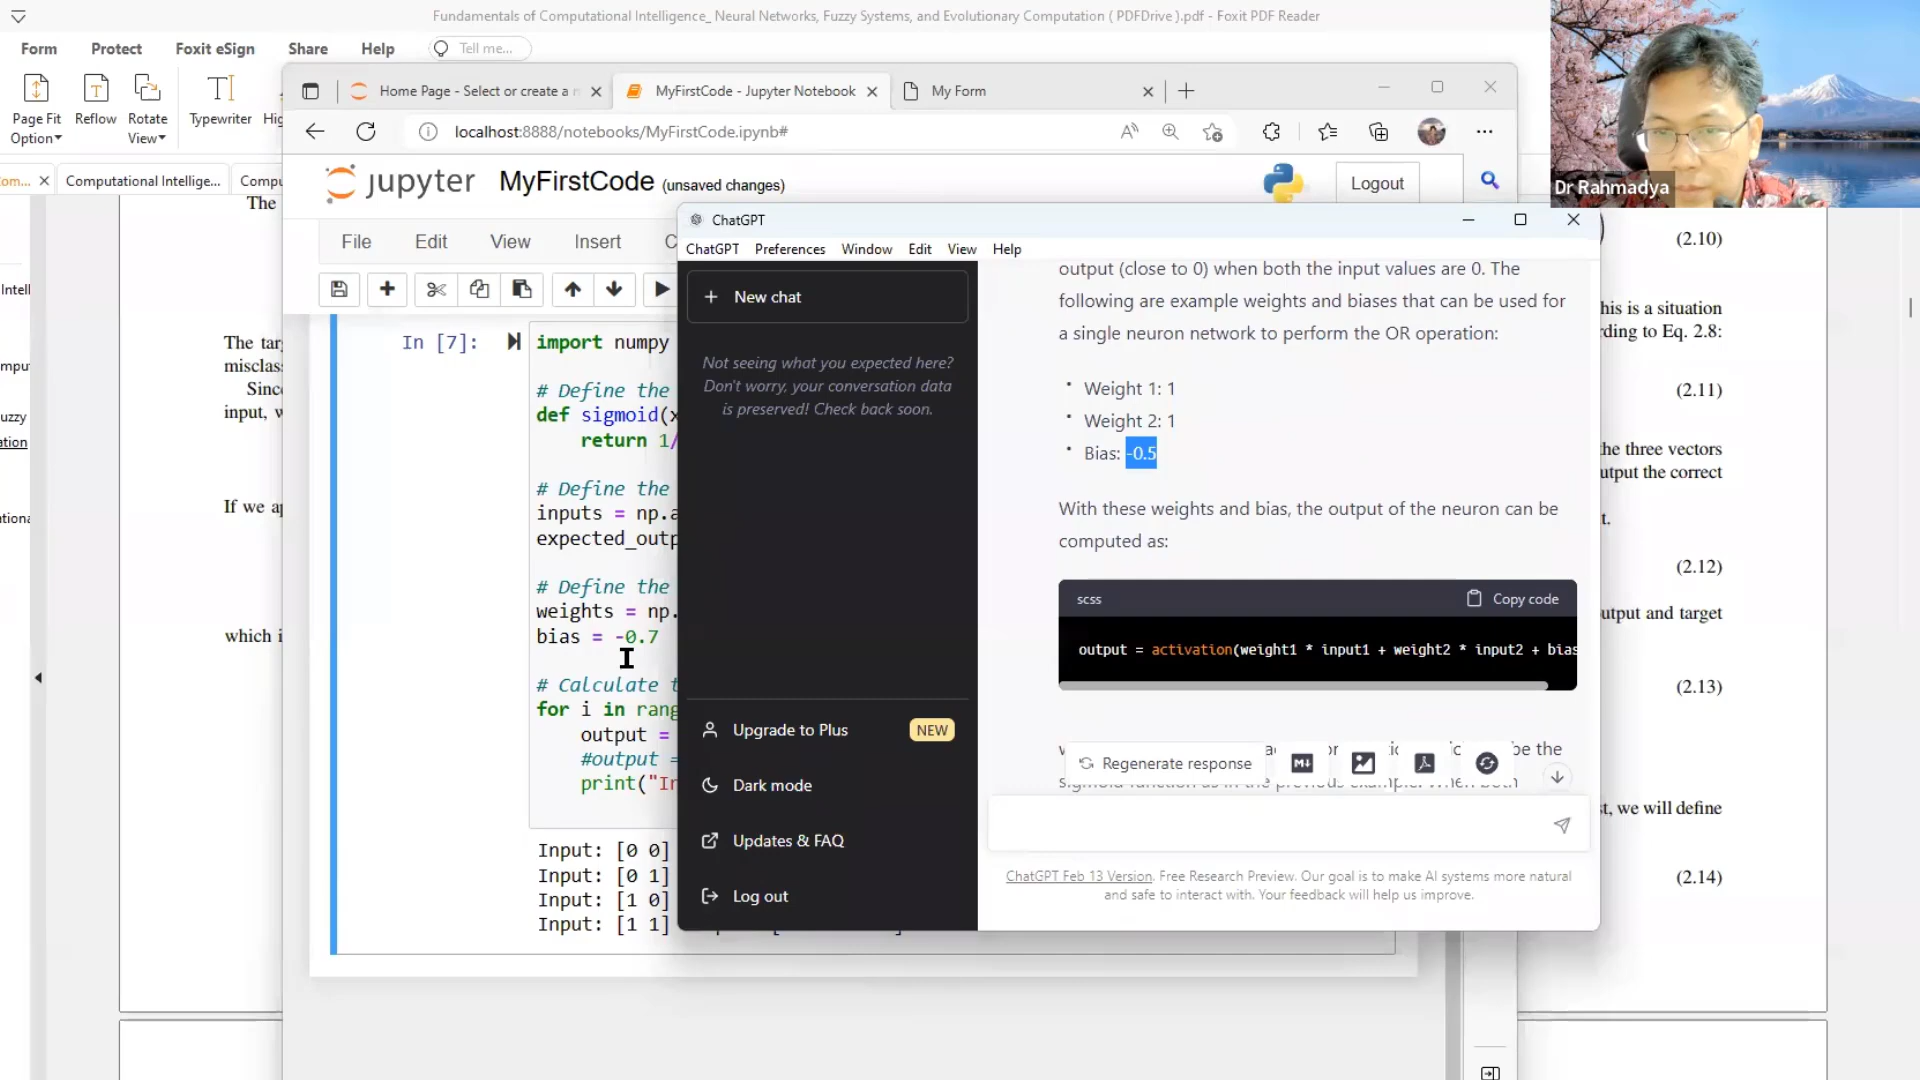 Fundamentals of Computational Intelligence_ Neural Networks, Fuzzy Systems, and Evolutionary Computation ( PDFDrive ).pdf - Foxit PDF Reader
Form Protect Foxit eSign Share Help Tell me...
Page Fit Option
Reflow
Rotate View
Typewriter
Computational Intellige...
Home Page - Select or create a
MyFirstCode - Jupyter Notebook
My Form
localhost:8888/notebooks/MyFirstCode.ipynb#
jupyter MyFirstCode (unsaved changes)
Logout
Dr Rahmadya
File Edit View Insert
In [7]:
import numpy
# Define the
def sigmoid(x
return 1/
# Define the
inputs = np.a
expected_outp
# Define the
weights = np.
bias = -0.7
# Calculate t
for i in rang
output =
#output =
print("In
Input: [0 0]
Input: [0 1]
Input: [1 0]
Input: [1 1]
ChatGPT
ChatGPT Preferences Window Edit View Help
New chat
Not seeing what you expected here?
Don't worry, your conversation data
is preserved! Check back soon.
Upgrade to Plus NEW
Dark mode
Updates & FAQ
Log out
output (close to 0) when both the input values are 0. The
following are example weights and biases that can be used for
a single neuron network to perform the OR operation:
• Weight 1: 1
• Weight 2: 1
• Bias: -0.5
With these weights and bias, the output of the neuron can be
computed as:
scss Copy code
output = activation(weight1 * input1 + weight2 * input2 + bias
be the
Regenerate response
ChatGPT Feb 13 Version. Free Research Preview. Our goal is to make AI systems more natural
and safe to interact with. Your feedback will help us improve.
The
The tar
misclas
Sinc
input, w
If we ap
which i
(2.10)
his is a situation
rding to Eq. 2.8:
(2.11)
he three vectors
utput the correct
t.
(2.12)
utput and target
(2.13)
t, we will define
(2.14)